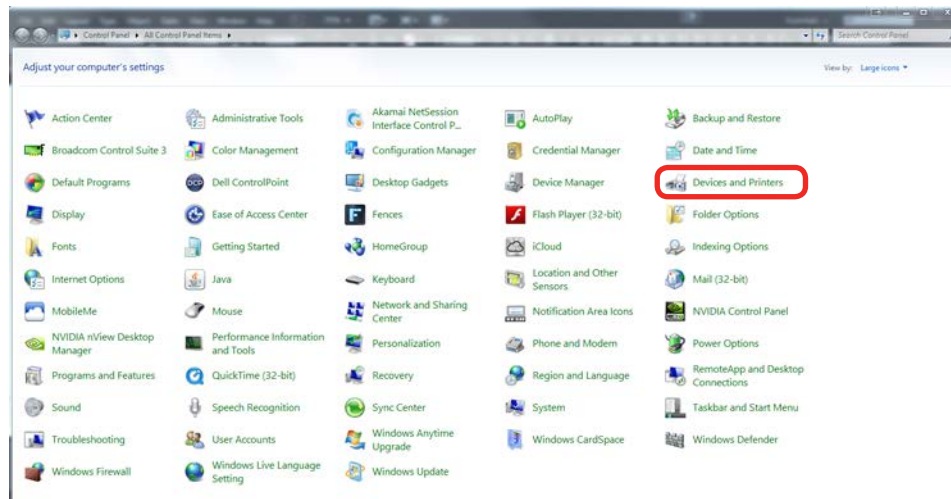 Control Panel All Control Panel Items
Search Control Panel
Adjust your computer's settings
View by: Large icons
Action Center
Administrative Tools
Akamai NetSession
Interface Control P...
AutoPlay
Backup and Restore
Broadcom Control Suite 3
Color Management
Configuration Manager
Credential Manager
Date and Time
Default Programs
Dell ControlPoint
Desktop Gadgets
Device Manager
Devices and Printers
Display
Ease of Access Center
Fences
Flash Player (32-bit)
Folder Options
Fonts
Getting Started
HomeGroup
iCloud
Indexing Options
Internet Options
Java
Keyboard
Location and Other
Sensors
Mail (32-bit)
MobileMe
Mouse
Network and Sharing
Center
Notification Area Icons
NVIDIA Control Panel
NVIDIA nView Desktop
Manager
Performance Information
and Tools
Personalization
Phone and Modem
Power Options
Programs and Features
QuickTime (32-bit)
Recovery
Region and Language
RemoteApp and Desktop
Connections
Sound
Speech Recognition
Sync Center
System
Taskbar and Start Menu
Troubleshooting
User Accounts
Windows Anytime
Upgrade
Windows CardSpace
Windows Defender
Windows Firewall
Windows Live Language
Setting
Windows Update